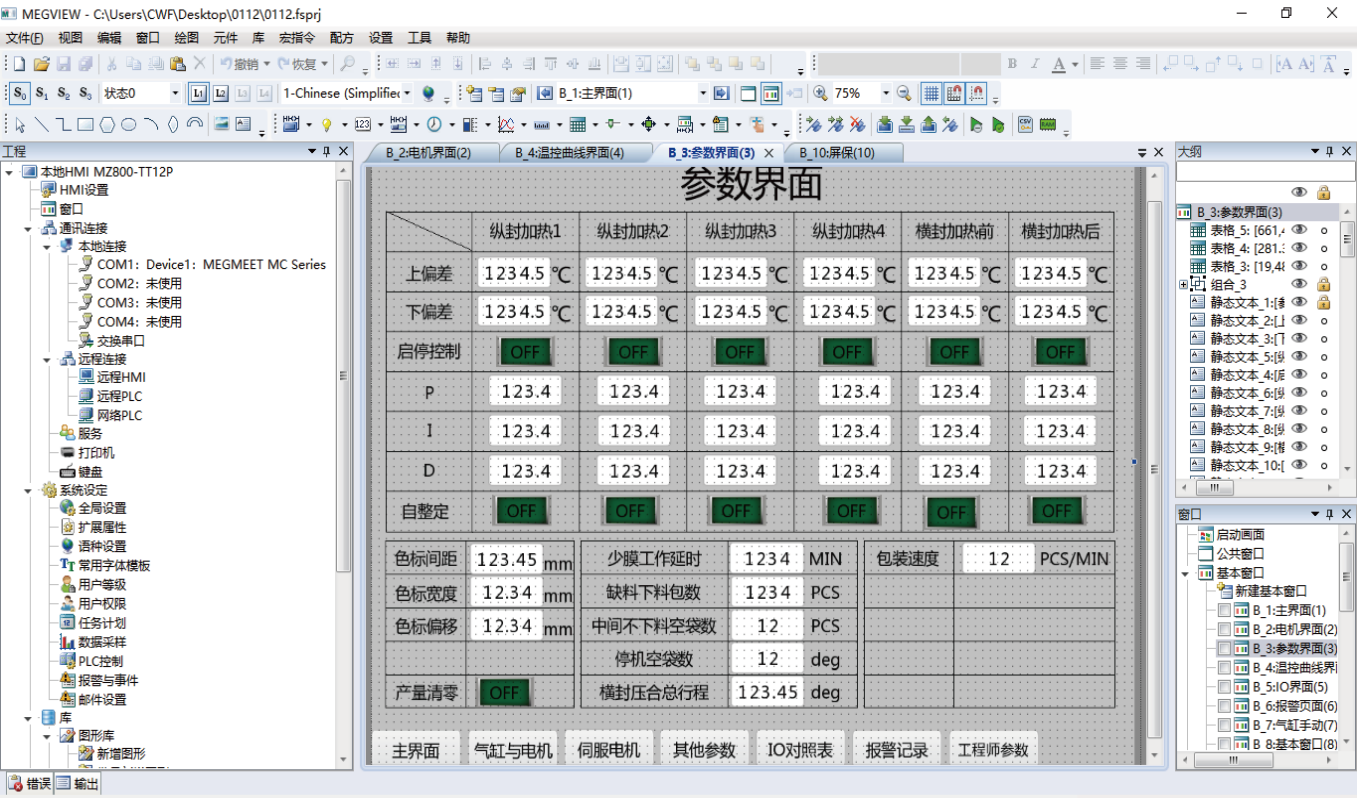 MEGVIEW - C:\Users\CWF\Desktop\0112\0112.fsprj
文件(F) 视图 编辑 窗口 绘图 元件 库 宏指令 配方 设置 工具 帮助
撤销 恢复 B I A
S0 S1 S2 S3 状态0 L1 L2 L3 L4 1-Chinese (Simplifiec B_1:主界面(1) 75%
工程
本地HMI MZ800-TT12P
HMI设置
窗口
通讯连接
本地连接
COM1: Device1: MEGMEET MC Series
COM2: 未使用
COM3: 未使用
COM4: 未使用
交换串口
远程连接
远程HMI
远程PLC
网络PLC
服务
打印机
键盘
系统设定
全局设置
扩展属性
语种设置
常用字体模板
用户等级
用户权限
任务计划
数据采样
PLC控制
报警与事件
邮件设置
库
图形库
新增图形
错误 输出
B_2:电机界面(2) B_4:温控曲线界面(4) B_3:参数界面(3) B_10:屏保(10)
参数界面
纵封加热1 纵封加热2 纵封加热3 纵封加热4 横封加热前 横封加热后
上偏差 1234.5 ℃ 1234.5 ℃ 1234.5 ℃ 1234.5 ℃ 1234.5 ℃ 1234.5 ℃
下偏差 1234.5 ℃ 1234.5 ℃ 1234.5 ℃ 1234.5 ℃ 1234.5 ℃ 1234.5 ℃
启停控制 OFF OFF OFF OFF OFF OFF
P 123.4 123.4 123.4 123.4 123.4 123.4
I 123.4 123.4 123.4 123.4 123.4 123.4
D 123.4 123.4 123.4 123.4 123.4 123.4
自整定 OFF OFF OFF OFF OFF OFF
色标间距 123.45 mm 少膜工作延时 1234 MIN 包装速度 12 PCS/MIN
色标宽度 12.34 mm 缺料下料包数 1234 PCS
色标偏移 12.34 mm 中间不下料空袋数 12 PCS
停机空袋数 12 deg
产量清零 OFF 横封压合总行程 123.45 deg
主界面 气缸与电机 伺服电机 其他参数 IO对照表 报警记录 工程师参数
大纲
B_3:参数界面(3)
表格_5: [661,4
表格_4: [281.3
表格_3: [19,48
组合_3
静态文本_1:[
静态文本_2:[
静态文本_3:[
静态文本_5:[
静态文本_4:[
静态文本_6:[
静态文本_7:[
静态文本_8:[
静态文本_9:[
静态文本_10:[
窗口
启动画面
公共窗口
基本窗口
新建基本窗口
B_1:主界面(1)
B_2:电机界面(2)
B_3:参数界面(3)
B_4:温控曲线界
B_5:IO界面(5)
B_6:报警页面(6)
B_7:气缸手动(7)
B_8:基本窗口(8)